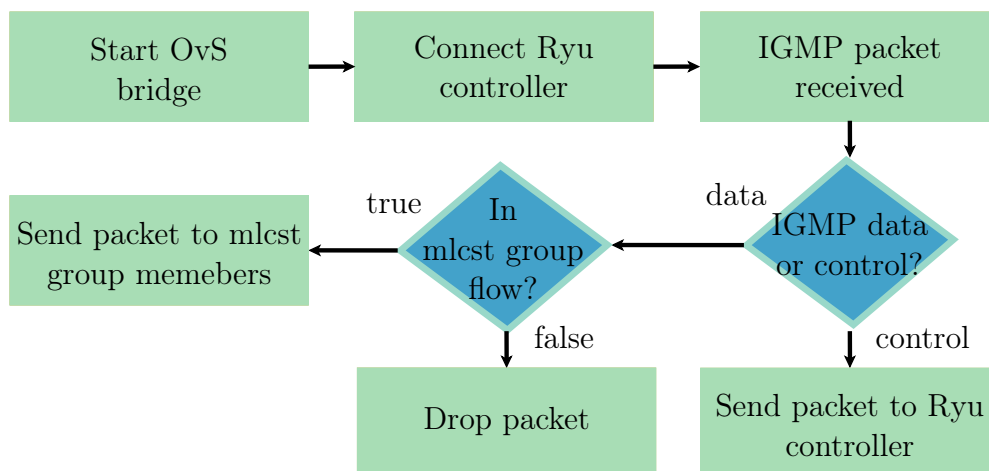 Start OvS
bridge
Connect Ryu
controller
IGMP packet
received
IGMP data
or control?
data
control
In
mlcst group
flow?
true
false
Send packet to mlcst
group memebers
Drop packet
Send packet to Ryu
controller